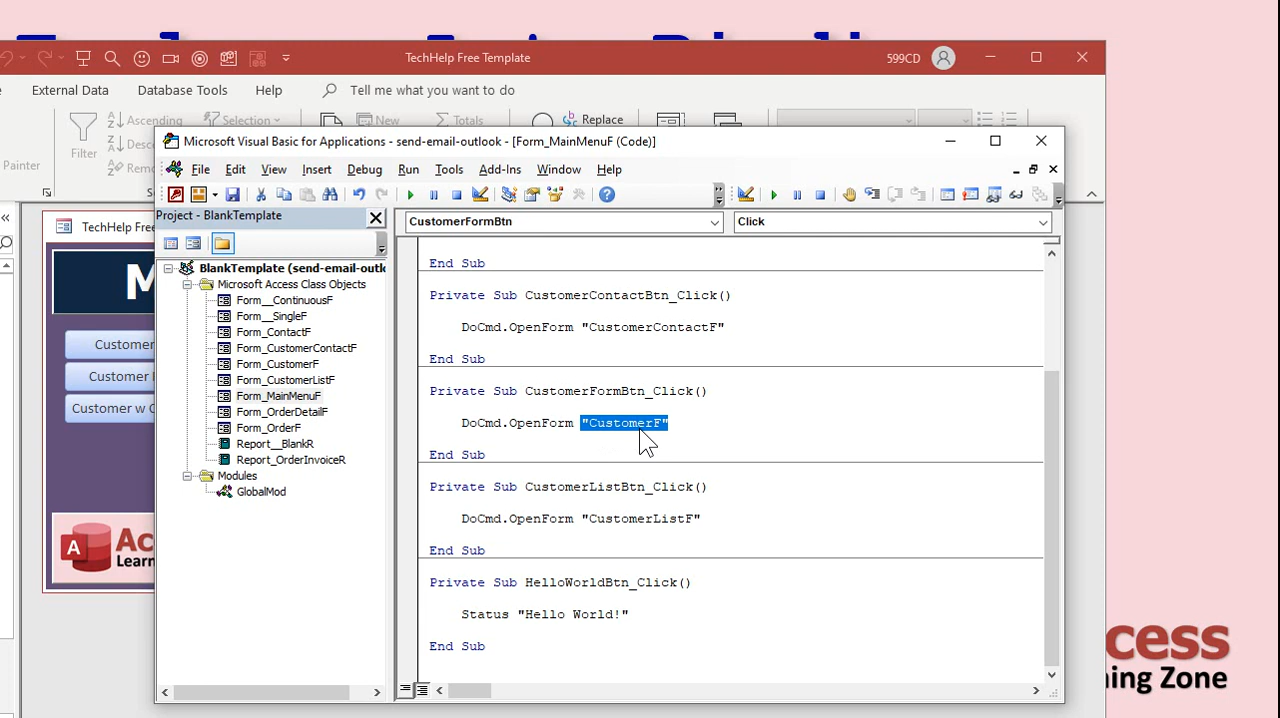 TechHelp Free Template
599CD
External Data
Database Tools
Help
Tell me what you want to do
Filter
Ascending
Selection
New
Totals
Replace
Painter
Microsoft Visual Basic for Applications - send-email-outlook - [Form_MainMenuF (Code)]
File
Edit
View
Insert
Debug
Run
Tools
Add-Ins
Window
Help
Project - BlankTemplate
CustomerFormBtn
Click
TechHelp Fre
BlankTemplate (send-email-outl
Microsoft Access Class Objects
Form__ContinuousF
Form__SingleF
Form_ContactF
Form_CustomerContactF
Form_CustomerF
Form_CustomerListF
Form_MainMenuF
Form_OrderDetailF
Form_OrderF
Report__BlankR
Report_OrderInvoiceR
Modules
GlobalMod
M
Customer
Customer
Customer w C
A
Ac
Learn
End Sub
Private Sub CustomerContactBtn_Click()
DoCmd.OpenForm "CustomerContactF"
End Sub
Private Sub CustomerFormBtn_Click()
DoCmd.OpenForm "CustomerF"
End Sub
Private Sub CustomerListBtn_Click()
DoCmd.OpenForm "CustomerListF"
End Sub
Private Sub HelloWorldBtn_Click()
Status "Hello World!"
End Sub
cess
ning Zone